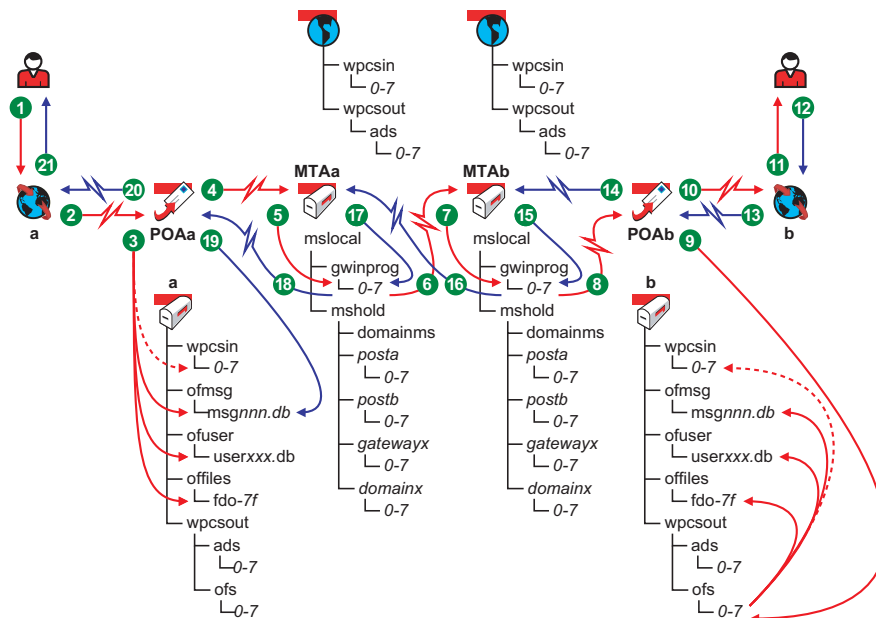 wpcsin
0-7
wpcsout
ads
0-7
wpcsin
0-7
wpcsout
ads
0-7
1
21
12
11
MTAa
MTAb
20
4
14
10
2
5
17
7
15
13
a
3
POAa
19
POAb
9
b
mslocal
gwinprog
0-7
18
6
mshold
domainms
posta
0-7
postb
0-7
gatewayx
0-7
domainx
0-7
mslocal
gwinprog
0-7
16
8
mshold
domainms
posta
0-7
postb
0-7
gatewayx
0-7
domainx
0-7
a
wpcsin
0-7
ofmsg
msgnnn.db
ofuser
userxxx.db
offiles
fdo-7f
wpcsout
ads
0-7
ofs
0-7
b
wpcsin
0-7
ofmsg
msgnnn.db
ofuser
userxxx.db
offiles
fdo-7f
wpcsout
ads
0-7
ofs
0-7